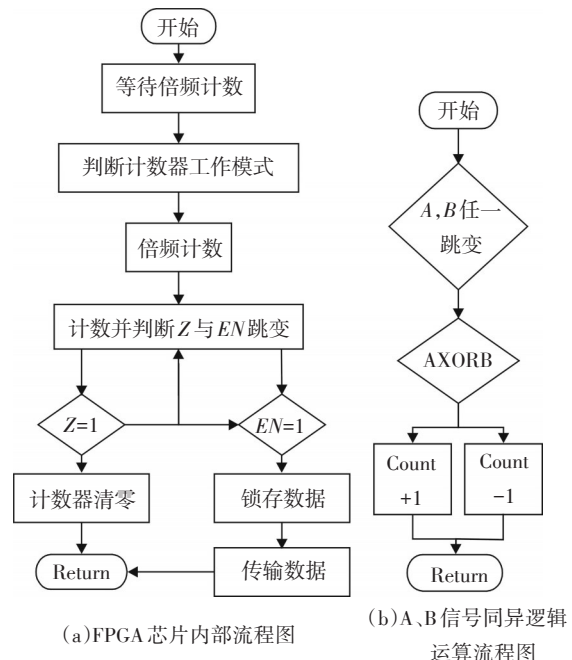 开始
等待倍频计数
判断计数器工作模式
倍频计数
计数并判断Z与EN跳变
Z=1
EN=1
计数器清零
锁存数据
Return
传输数据
(a)FPGA芯片内部流程图
开始
A,B任一
跳变
AXORB
Count
+1
Count
-1
Return
(b)A、B信号同异逻辑
运算流程图